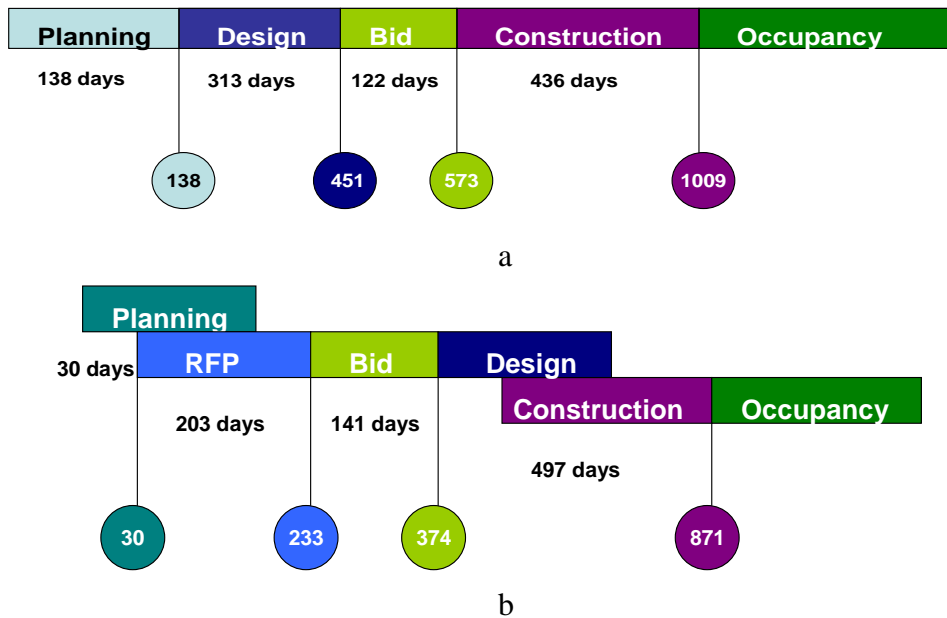 Planning Design Bid Construction Occupancy
138 days 313 days 122 days 436 days
138 451 573 1009
a
Planning
30 days RFP Bid Design
Construction Occupancy
203 days 141 days
497 days
30 233 374 871
b